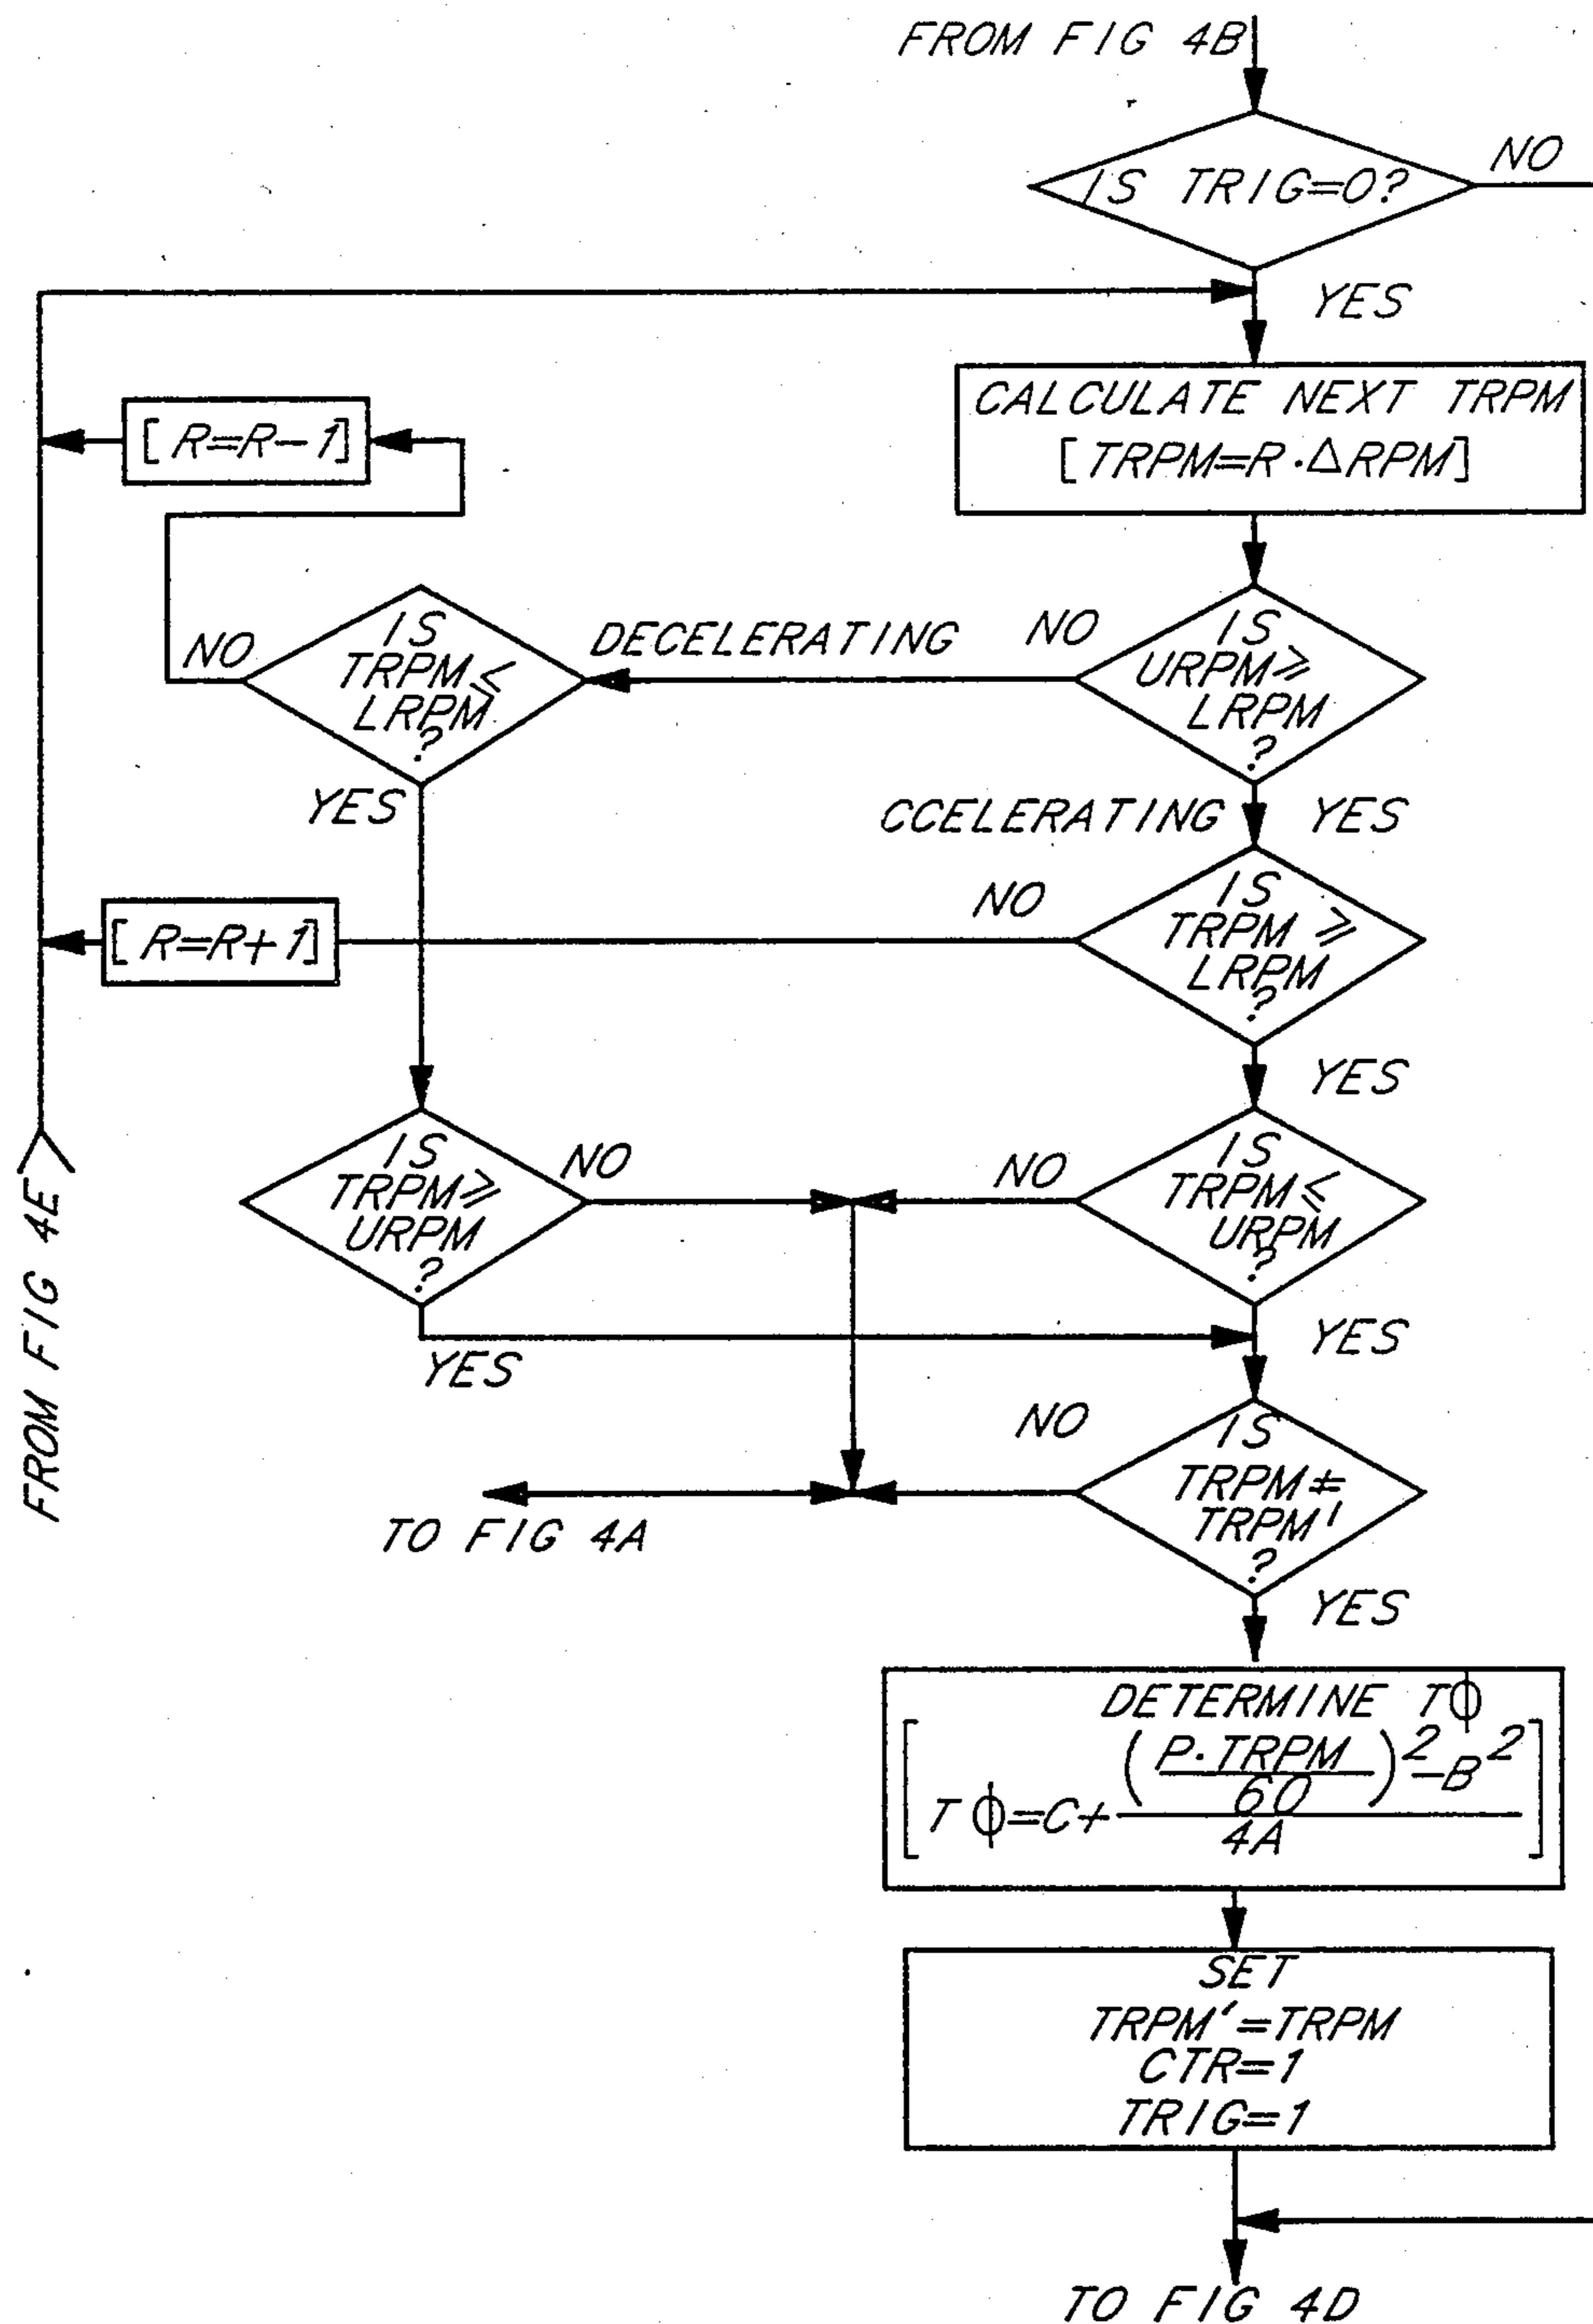 FROM FIG 4B
IS TRIG=0?
NO
YES
CALCULATE NEXT TRPM
[TRPM=R·ΔRPM]
[R=R-1]
IS
URPM≥
LRPM
?
NO
DECELERATING
IS
TRPM≤
LRPM
?
NO
YES
CCELERATING
YES
IS
TRPM ≥
LRPM
?
NO
[R=R+1]
YES
IS
TRPM≥
URPM
?
NO
NO
IS
TRPM≤
URPM
?
YES
YES
FROM FIG 4E
NO
IS
TRPM≠
TRPM'
?
TO FIG 4A
YES
DETERMINE Tϕ
[Tϕ=C+((P·TRPM/60)²-B²)/4A]
SET
TRPM'=TRPM
CTR=1
TRIG=1
TO FIG 4D